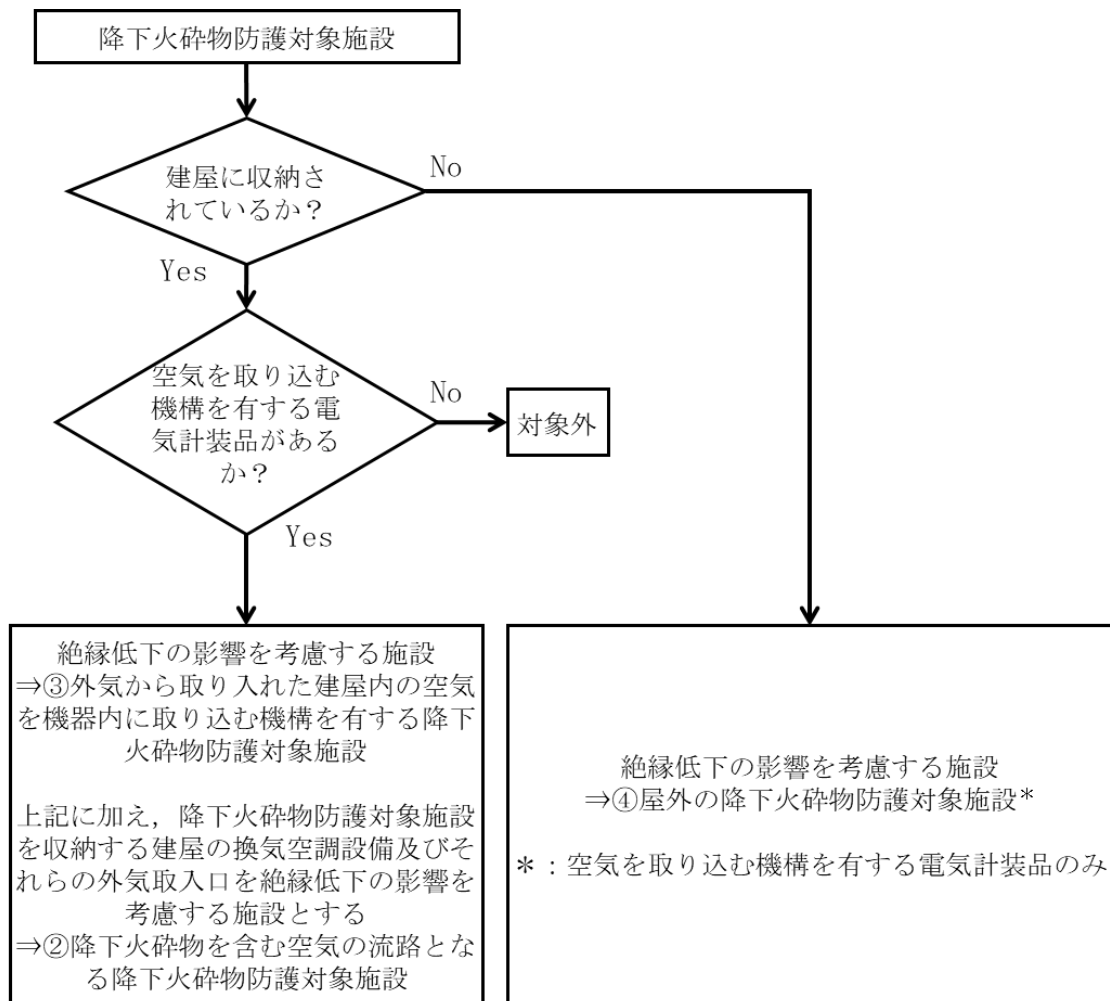 降下火砕物防護対象施設
建屋に収納さ
れているか？
No
Yes
空気を取り込む
機構を有する電
気計装品がある
か？
No
対象外
Yes
絶縁低下の影響を考慮する施設
⇒③外気から取り入れた建屋内の空気
を機器内に取り込む機構を有する降下
火砕物防護対象施設
上記に加え，降下火砕物防護対象施設
を収納する建屋の換気空調設備及びそ
れらの外気取入口を絶縁低下の影響を
考慮する施設とする
⇒②降下火砕物を含む空気の流路とな
る降下火砕物防護対象施設
絶縁低下の影響を考慮する施設
⇒④屋外の降下火砕物防護対象施設＊
＊：空気を取り込む機構を有する電気計装品のみ